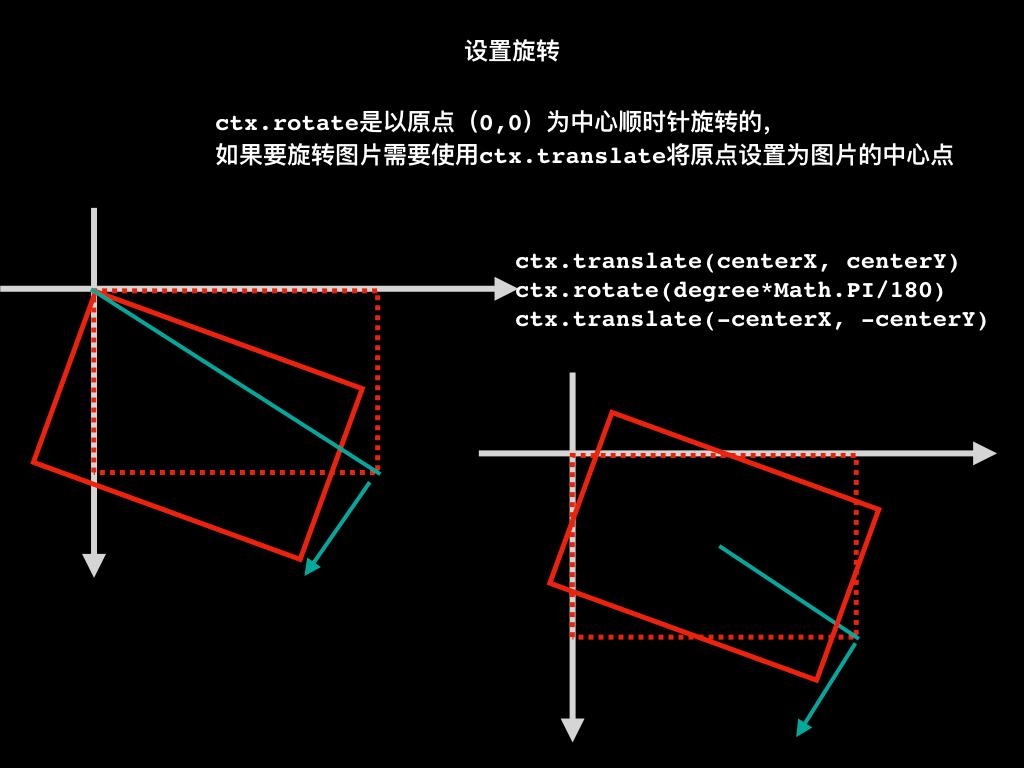 设置旋转
ctx.rotate是以原点（0,0）为中心顺时针旋转的，
如果要旋转图片需要使用ctx.translate将原点设置为图片的中心点
ctx.translate(centerX, centerY)
ctx.rotate(degree*Math.PI/180)
ctx.translate(-centerX, -centerY)